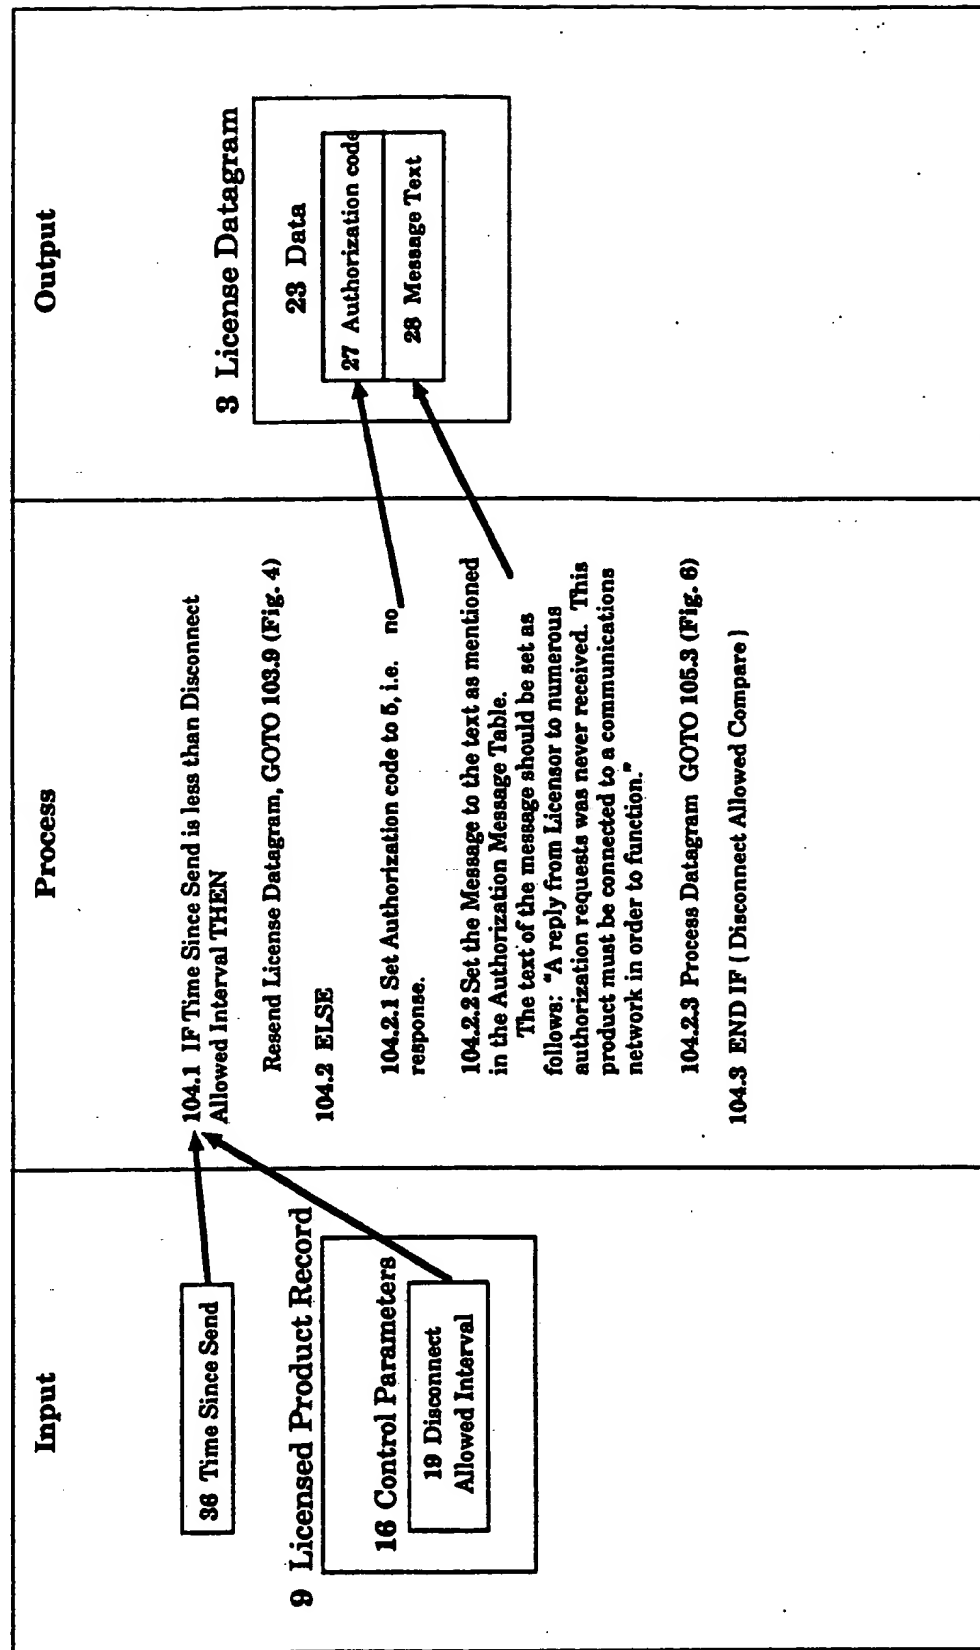 Input
36 Time Since Send
9 Licensed Product Record
16 Control Parameters
19 Disconnect
Allowed Interval
Process
104.1 IF Time Since Send is less than Disconnect
Allowed Interval THEN
Resend License Datagram, GOTO 103.9 (Fig. 4)
104.2 ELSE
104.2.1 Set Authorization code to 5, i.e. no
response.
104.2.2 Set the Message to the text as mentioned
in the Authorization Message Table.
The text of the message should be set as
follows: "A reply from Licensor to numerous
authorization requests was never received. This
product must be connected to a communications
network in order to function."
104.2.3 Process Datagram GOTO 105.3 (Fig. 6)
104.3 END IF { Disconnect Allowed Compare }
Output
3 License Datagram
23 Data
27 Authorization code
28 Message Text